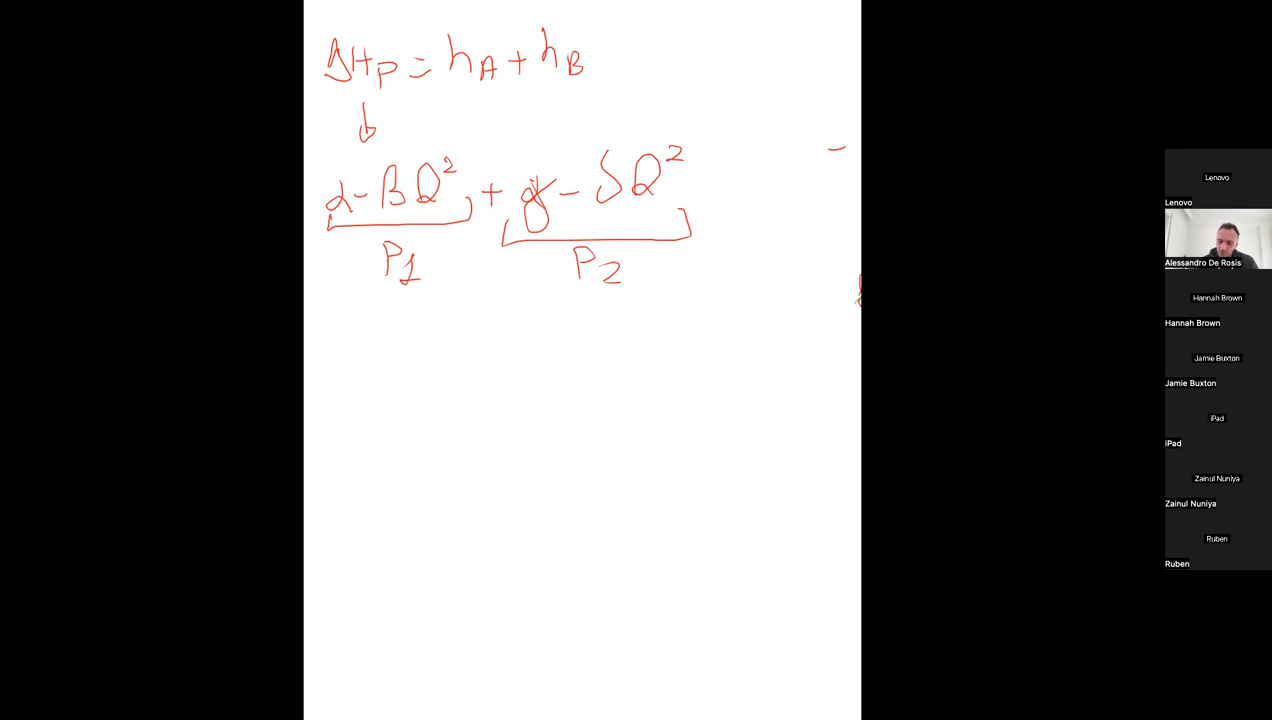 ΔHp = hA + hB
↓
α - βQ² + γ - δQ²
P1 P2
-
Lenovo
Lenovo
Alessandro De Rosis
Hannah Brown
Hannah Brown
Jamie Buxton
Jamie Buxton
iPad
iPad
Zainul Nuniya
Zainul Nuniya
Ruben
Ruben